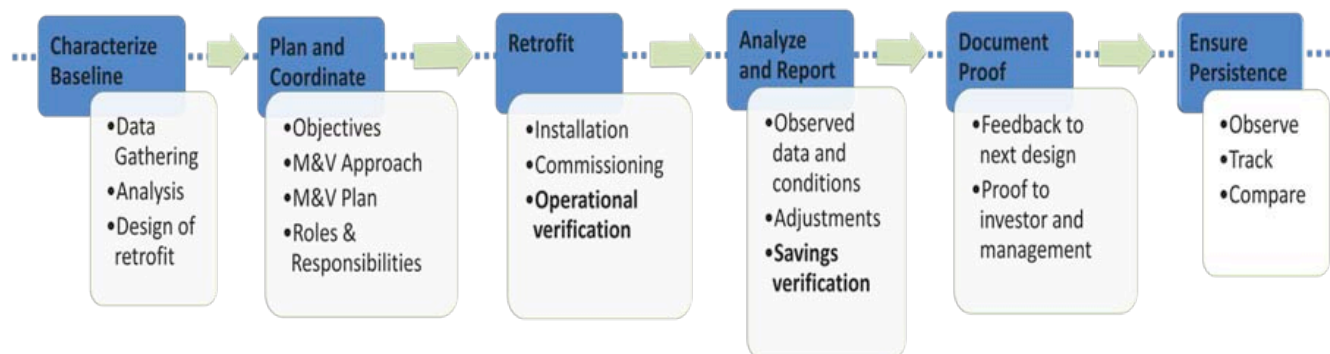 Characterize
Baseline
•Data
Gathering
•Analysis
•Design of
retrofit
Plan and
Coordinate
•Objectives
•M&V Approach
•M&V Plan
•Roles &
Responsibilities
Retrofit
•Installation
•Commissioning
•Operational
verification
Analyze
and Report
•Observed
data and
conditions
•Adjustments
•Savings
verification
Document
Proof
•Feedback to
next design
•Proof to
investor and
management
Ensure
Persistence
•Observe
•Track
•Compare